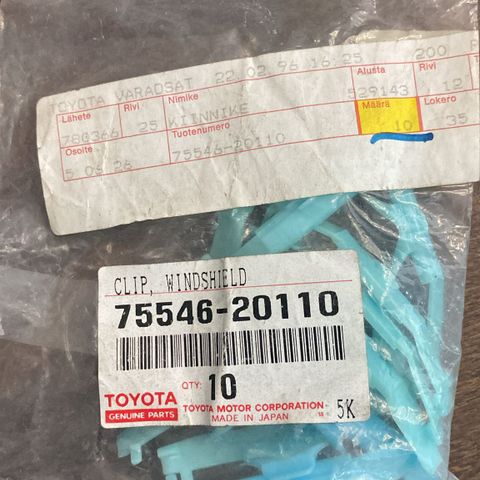 TOYOTA VARAOSAT 22.02.96 16:25 200
Lähete Rivi Nimike Alusta Rivi
780366 25 KIINNIKE 529143 12
Osoite Tuotenumero Määrä Lokero
5 09 26 75546-20110 10 35
CLIP, WINDSHIELD
75546-20110
TOYOTA QTY: 10
GENUINE PARTS TOYOTA MOTOR CORPORATION 5K
MADE IN JAPAN